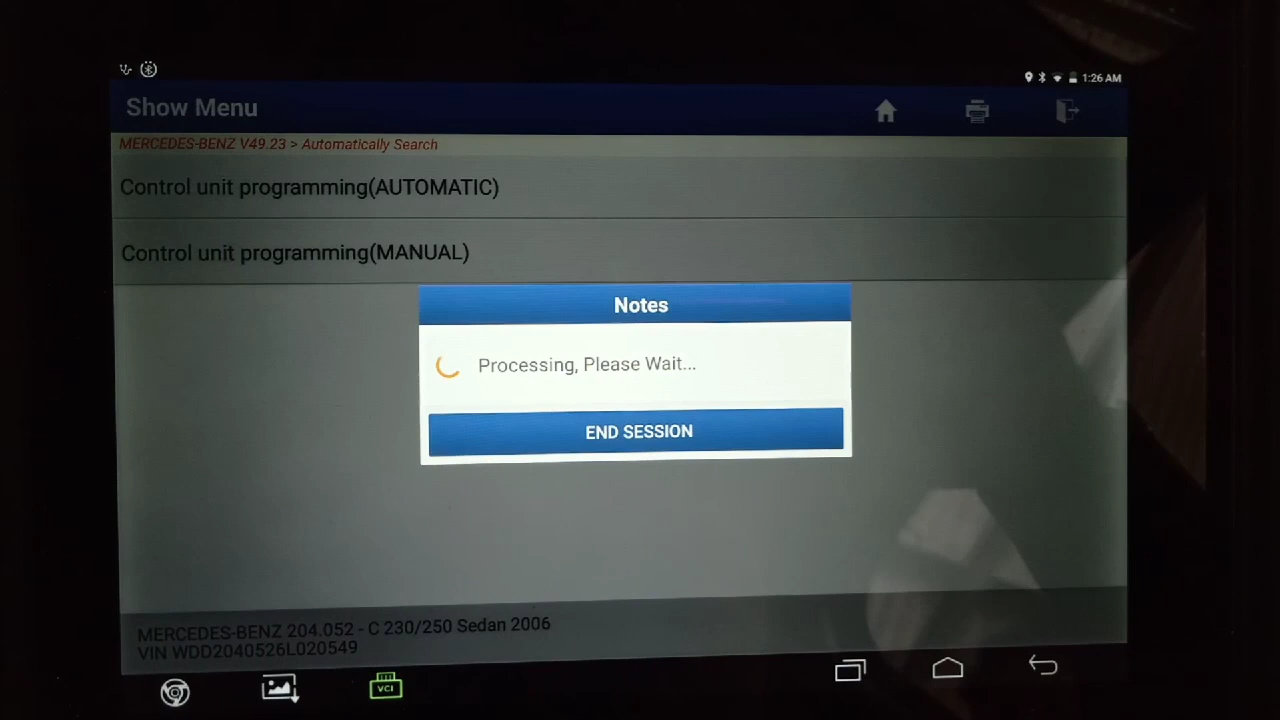 1:26 AM
Show Menu
MERCEDES-BENZ V49.23 > Automatically Search
Control unit programming(AUTOMATIC)
Control unit programming(MANUAL)
Notes
Processing, Please Wait...
END SESSION
MERCEDES-BENZ 204.052 - C 230/250 Sedan 2006
VIN WDD2040526L020549
VCI